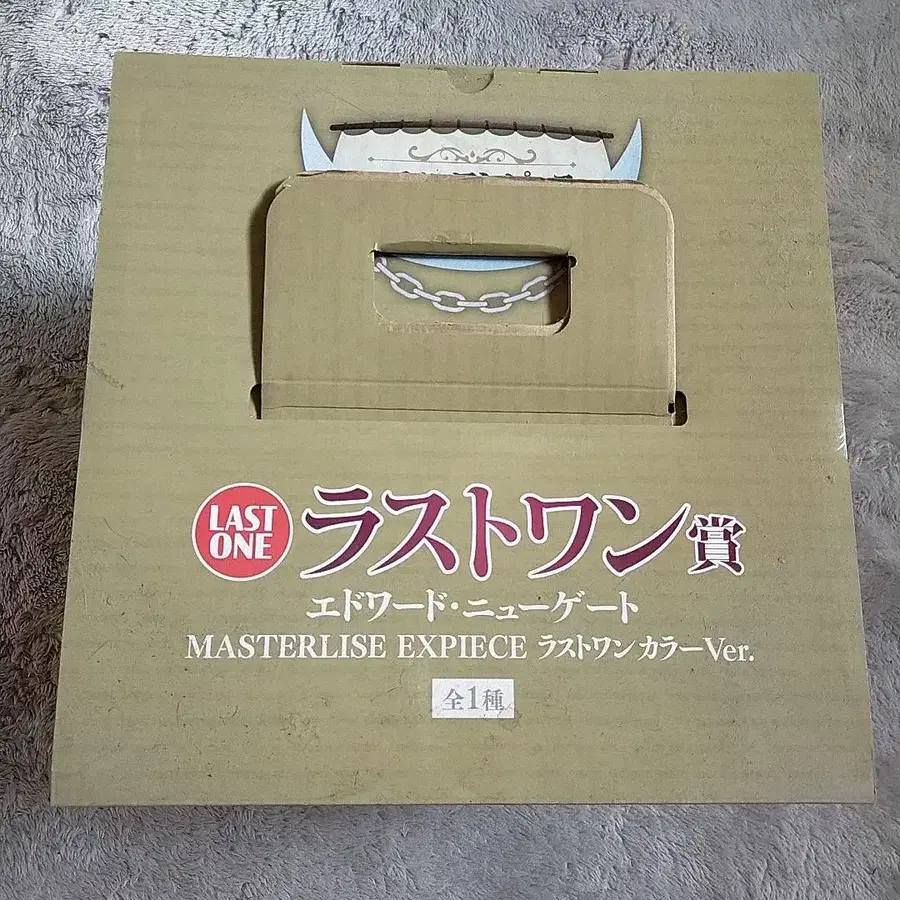 LAST
ONE
ラストワン賞
エドワード・ニューゲート
MASTERLISE EXPIECE ラストワンカラーVer.
全1種